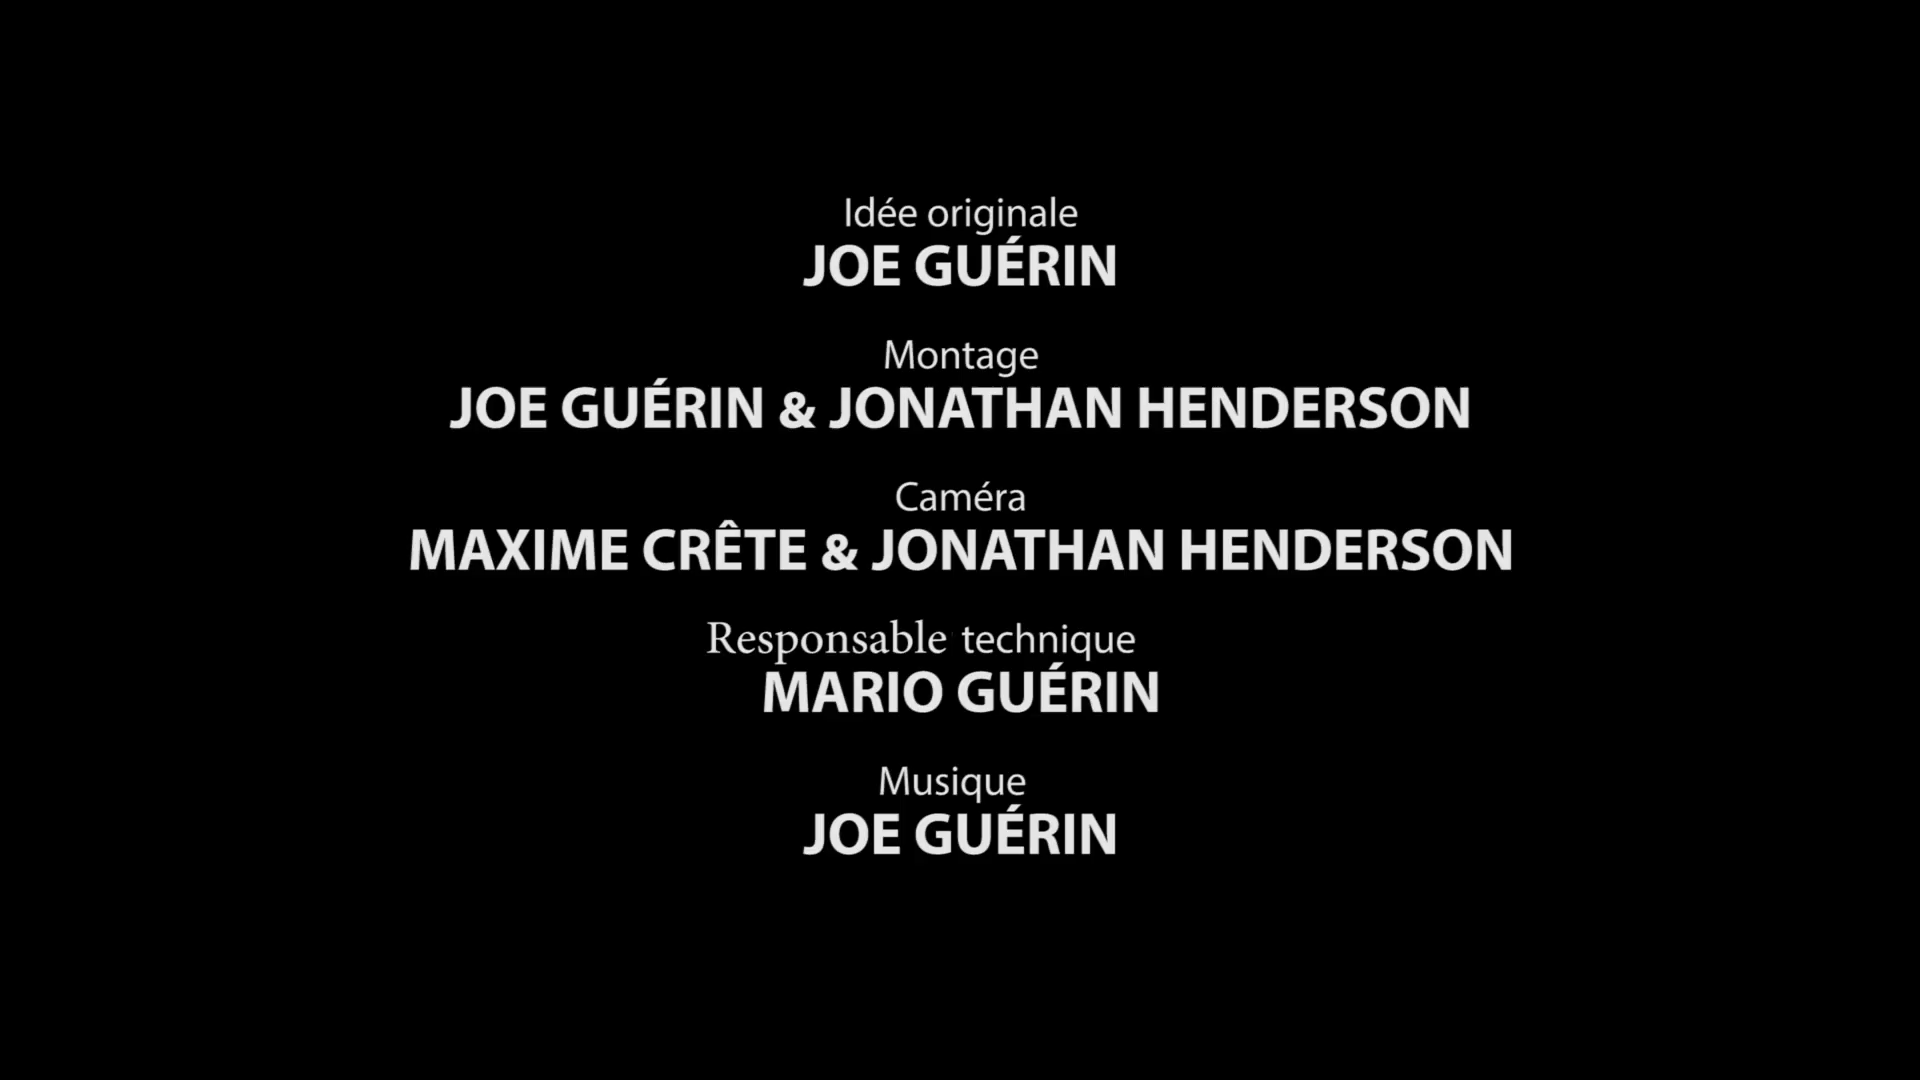 Idée originale
JOE GUÉRIN
Montage
JOE GUÉRIN & JONATHAN HENDERSON
Caméra
MAXIME CRÊTE & JONATHAN HENDERSON
Responsable technique
MARIO GUÉRIN
Musique
JOE GUÉRIN